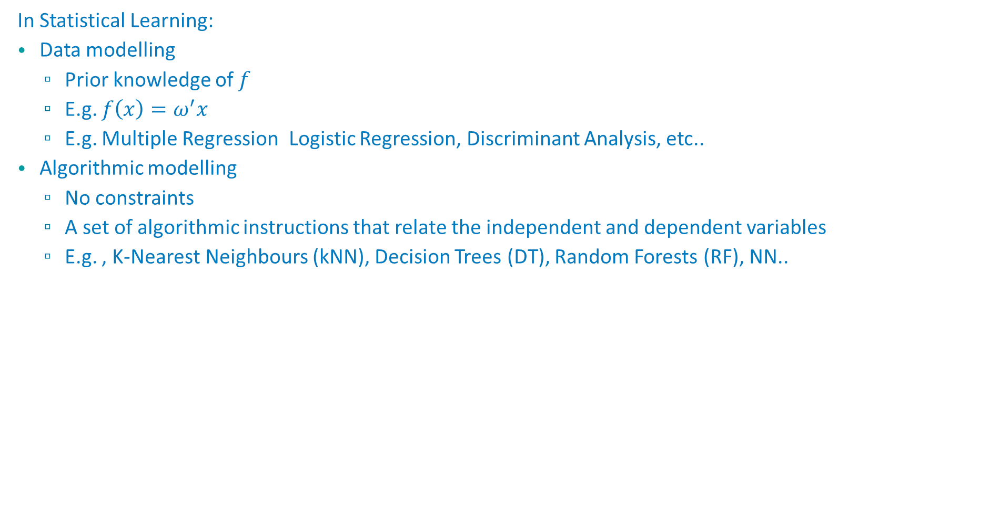 In Statistical Learning:
• Data modelling
▫ Prior knowledge of f
▫ E.g. f(x) = ω′x
▫ E.g. Multiple Regression  Logistic Regression, Discriminant Analysis, etc..
• Algorithmic modelling
▫ No constraints
▫ A set of algorithmic instructions that relate the independent and dependent variables
▫ E.g. , K-Nearest Neighbours (kNN), Decision Trees (DT), Random Forests (RF), NN..